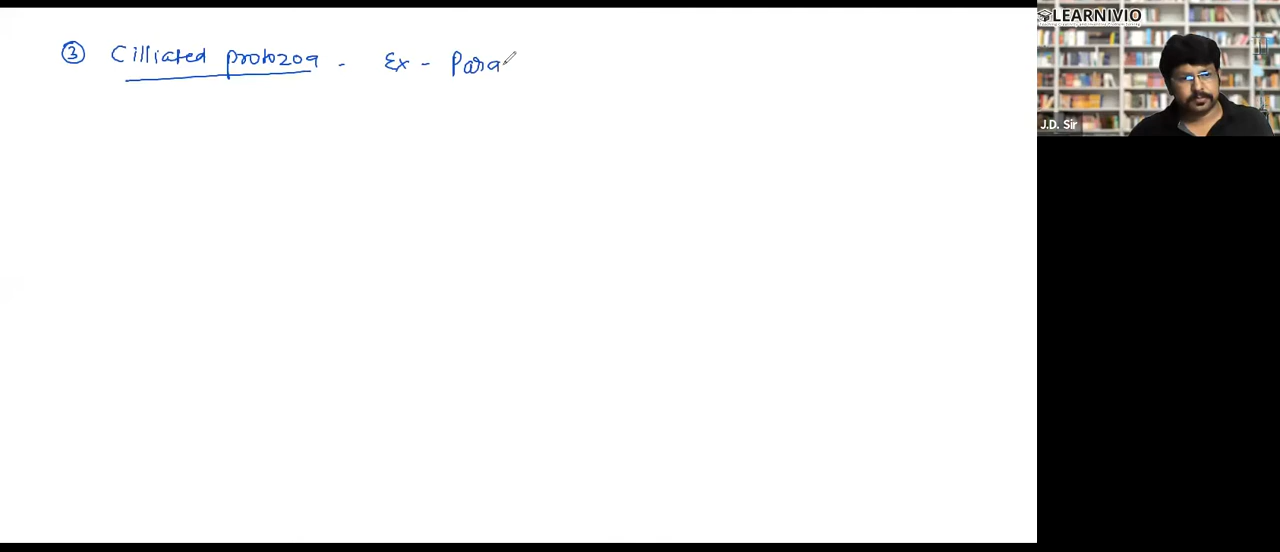 ③ Cilliated protozoa - Ex - Para
LEARNIVIO
J.D. Sir